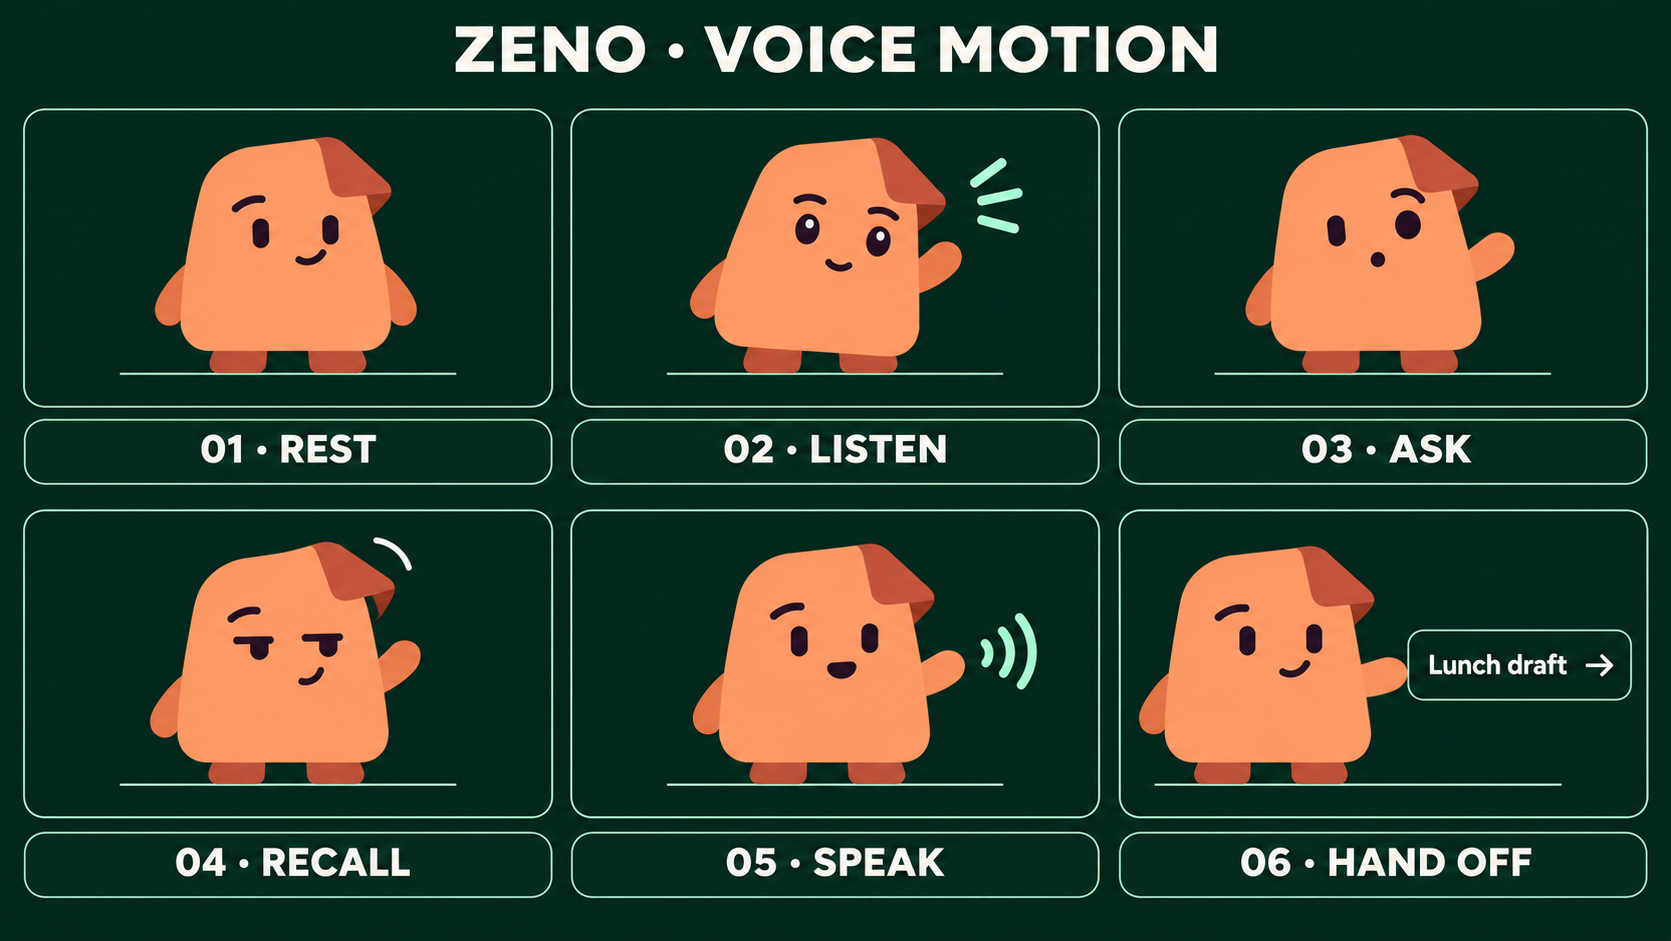 ZENO • VOICE MOTION
01 • REST
02 • LISTEN
03 • ASK
04 • RECALL
05 • SPEAK
Lunch draft →
06 • HAND OFF